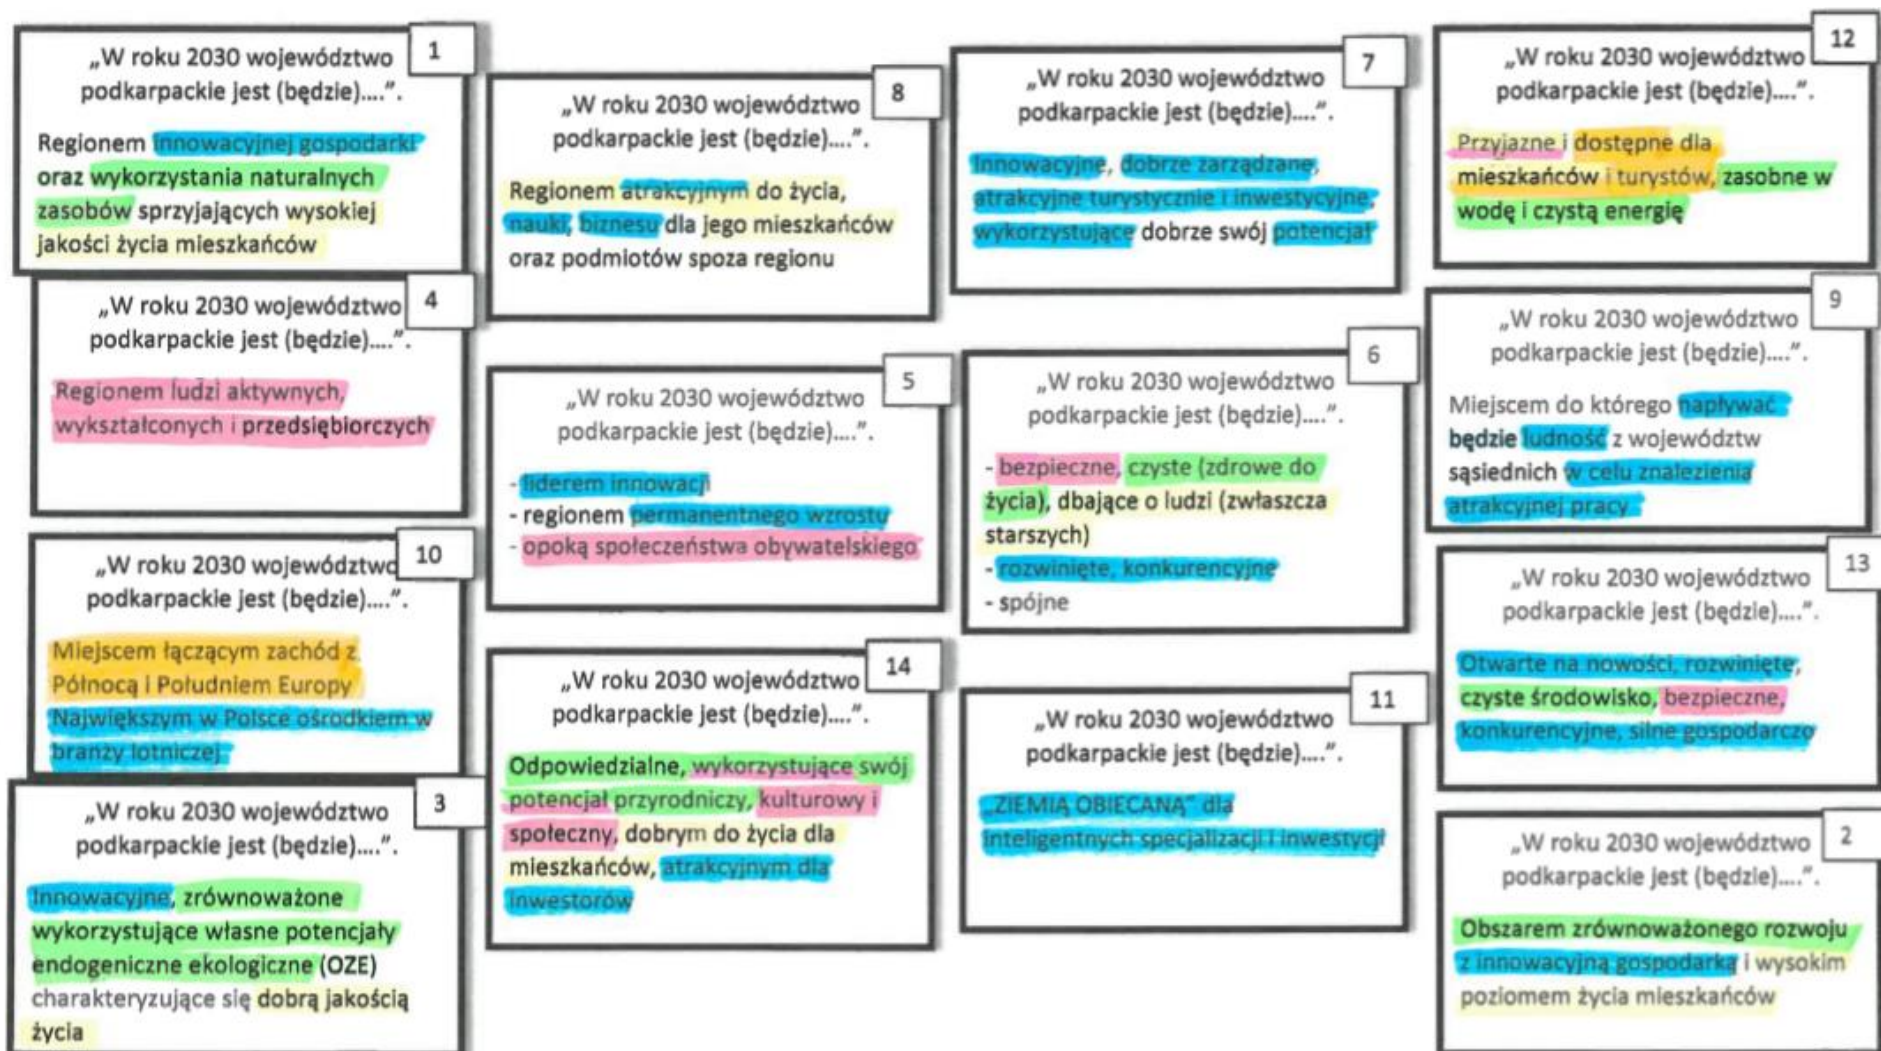 1
„W roku 2030 województwo
podkarpackie jest (będzie)....”.
Regionem innowacyjnej gospodarki
oraz wykorzystania naturalnych
zasobów sprzyjających wysokiej
jakości życia mieszkańców
4
„W roku 2030 województwo
podkarpackie jest (będzie)....”.
Regionem ludzi aktywnych,
wykształconych i przedsiębiorczych
10
„W roku 2030 województwo
podkarpackie jest (będzie)....”.
Miejscem łączącym zachód z
Północą i Południem Europy
Największym w Polsce ośrodkiem w
branży lotniczej
3
„W roku 2030 województwo
podkarpackie jest (będzie)....”.
Innowacyjne, zrównoważone
wykorzystujące własne potencjały
endogeniczne ekologiczne (OZE)
charakteryzujące się dobrą jakością
życia
8
„W roku 2030 województwo
podkarpackie jest (będzie)....”.
Regionem atrakcyjnym do życia,
nauki, biznesu dla jego mieszkańców
oraz podmiotów spoza regionu
5
„W roku 2030 województwo
podkarpackie jest (będzie)....”.
- liderem innowacji
- regionem permanentnego wzrostu
- opoką społeczeństwa obywatelskiego
14
„W roku 2030 województwo
podkarpackie jest (będzie)....”.
Odpowiedzialne, wykorzystujące swój
potencjał przyrodniczy, kulturowy i
społeczny, dobrym do życia dla
mieszkańców, atrakcyjnym dla
inwestorów
7
„W roku 2030 województwo
podkarpackie jest (będzie)....”.
Innowacyjne, dobrze zarządzane,
atrakcyjne turystycznie i inwestycyjne,
wykorzystujące dobrze swój potencjał
6
„W roku 2030 województwo
podkarpackie jest (będzie)....”.
- bezpieczne, czyste (zdrowe do
życia), dbające o ludzi (zwłaszcza
starszych)
- rozwinięte, konkurencyjne
- spójne
11
„W roku 2030 województwo
podkarpackie jest (będzie)....”.
„ZIEMIĄ OBIECANĄ” dla
inteligentnych specjalizacji i inwestycji
12
„W roku 2030 województwo
podkarpackie jest (będzie)....”.
Przyjazne i dostępne dla
mieszkańców i turystów, zasobne w
wodę i czystą energię
9
„W roku 2030 województwo
podkarpackie jest (będzie)....”.
Miejscem do którego napływać
będzie ludność z województw
sąsiednich w celu znalezienia
atrakcyjnej pracy
13
„W roku 2030 województwo
podkarpackie jest (będzie)....”.
Otwarte na nowości, rozwinięte,
czyste środowisko, bezpieczne,
konkurencyjne, silne gospodarczo
2
„W roku 2030 województwo
podkarpackie jest (będzie)....”.
Obszarem zrównoważonego rozwoju
z innowacyjną gospodarką i wysokim
poziomem życia mieszkańców